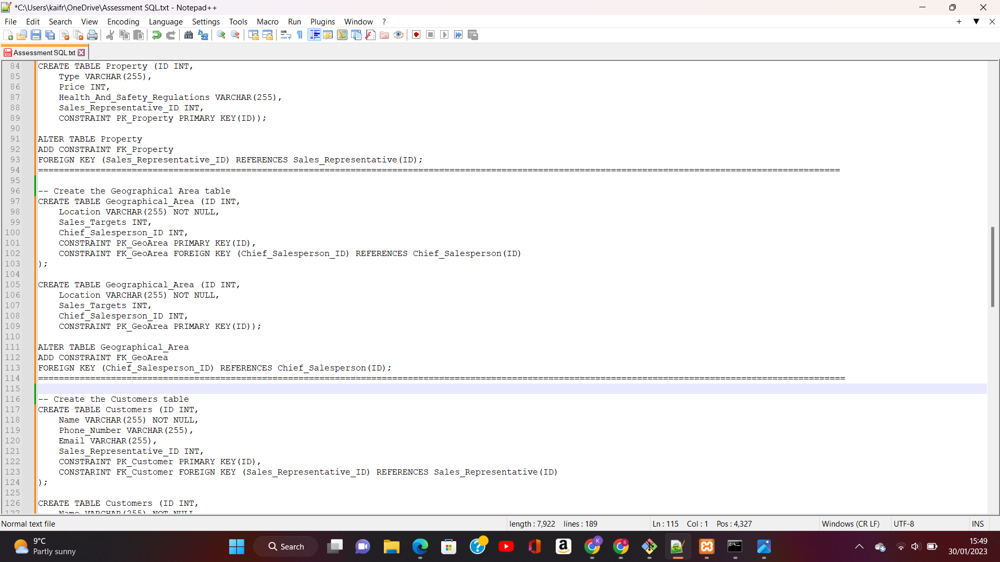 *C:\Users\kaifr\OneDrive\Assessment SQL.txt - Notepad++
File Edit Search View Encoding Language Settings Tools Macro Run Plugins Window ?
Assessment SQL.txt
84 CREATE TABLE Property (ID INT,
85 Type VARCHAR(255),
86 Price INT,
87 Health_And_Safety_Regulations VARCHAR(255),
88 Sales_Representative_ID INT,
89 CONSTRAINT PK_Property PRIMARY KEY(ID));
90
91 ALTER TABLE Property
92 ADD CONSTRAINT FK_Property
93 FOREIGN KEY (Sales_Representative_ID) REFERENCES Sales_Representative(ID);
94 ==========================================================================================================================================================
95
96 -- Create the Geographical Area table
97 CREATE TABLE Geographical_Area (ID INT,
98 Location VARCHAR(255) NOT NULL,
99 Sales_Targets INT,
100 Chief_Salesperson_ID INT,
101 CONSTRAINT PK_GeoArea PRIMARY KEY(ID),
102 CONSTRAINT FK_GeoArea FOREIGN KEY (Chief_Salesperson_ID) REFERENCES Chief_Salesperson(ID)
103 );
104
105 CREATE TABLE Geographical_Area (ID INT,
106 Location VARCHAR(255) NOT NULL,
107 Sales_Targets INT,
108 Chief_Salesperson_ID INT,
109 CONSTRAINT PK_GeoArea PRIMARY KEY(ID));
110
111 ALTER TABLE Geographical_Area
112 ADD CONSTRAINT FK_GeoArea
113 FOREIGN KEY (Chief_Salesperson_ID) REFERENCES Chief_Salesperson(ID);
114 ===========================================================================================================================================================
115
116 -- Create the Customers table
117 CREATE TABLE Customers (ID INT,
118 Name VARCHAR(255) NOT NULL,
119 Phone_Number VARCHAR(255),
120 Email VARCHAR(255),
121 Sales_Representative_ID INT,
122 CONSTRAINT PK_Customer PRIMARY KEY(ID),
123 CONSTARINT FK_Customer FOREIGN KEY (Sales_Representative_ID) REFERENCES Sales_Representative(ID)
124 );
125
126 CREATE TABLE Customers (ID INT,
127 Name VARCHAR(255) NOT NULL
Normal text file length : 7,922 lines : 189 Ln : 115 Col : 1 Pos : 4,327 Windows (CR LF) UTF-8 INS
9°C
Partly sunny
Search
15:49
30/01/2023